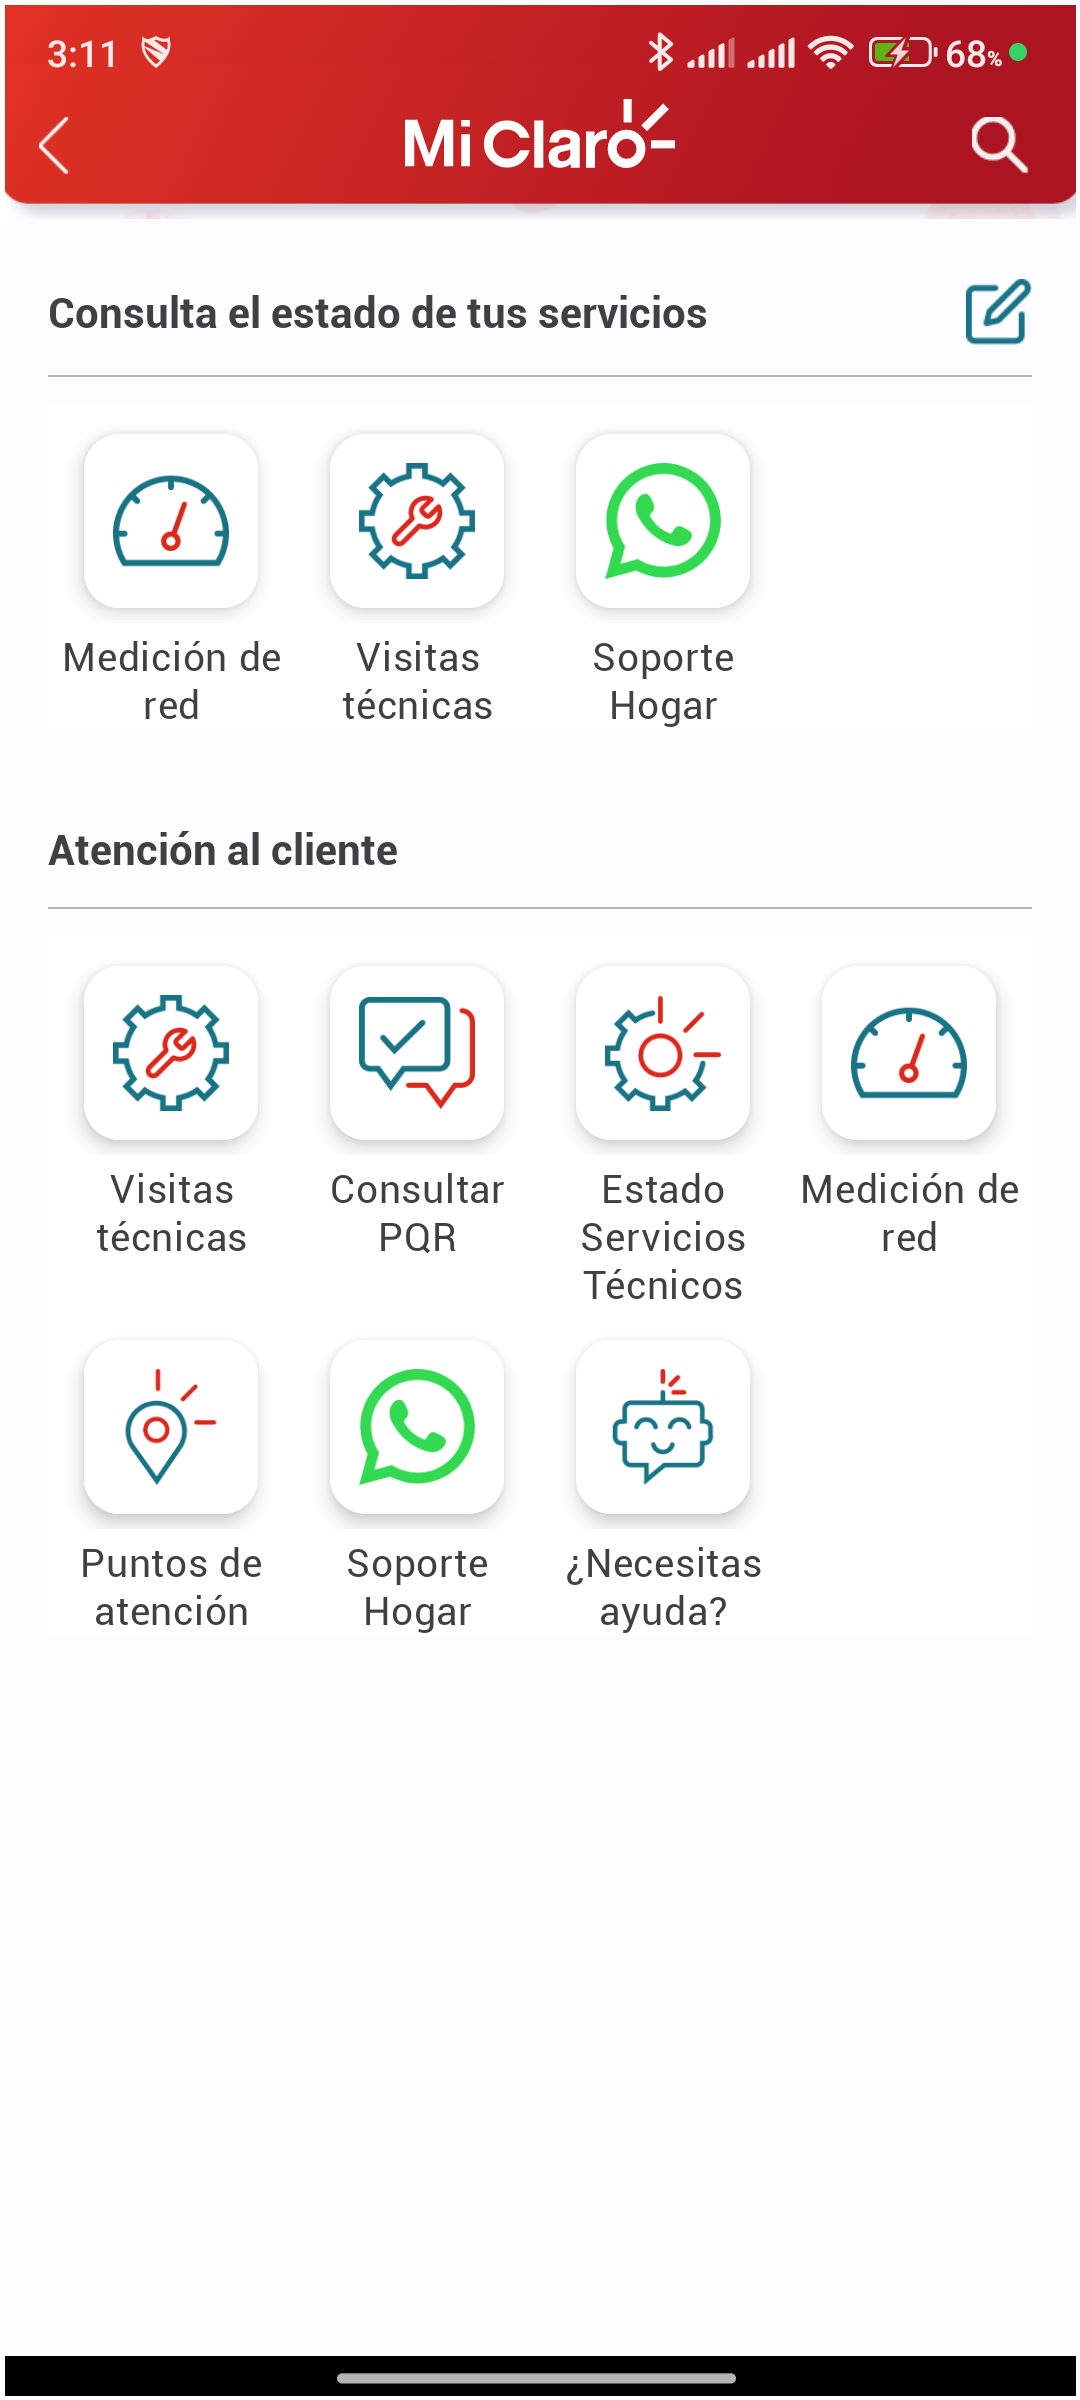 3:11
68%
Mi Claro
Consulta el estado de tus servicios
Medición de
red
Visitas
técnicas
Soporte
Hogar
Atención al cliente
Visitas
técnicas
Consultar
PQR
Estado
Servicios
Técnicos
Medición de
red
Puntos de
atención
Soporte
Hogar
¿Necesitas
ayuda?